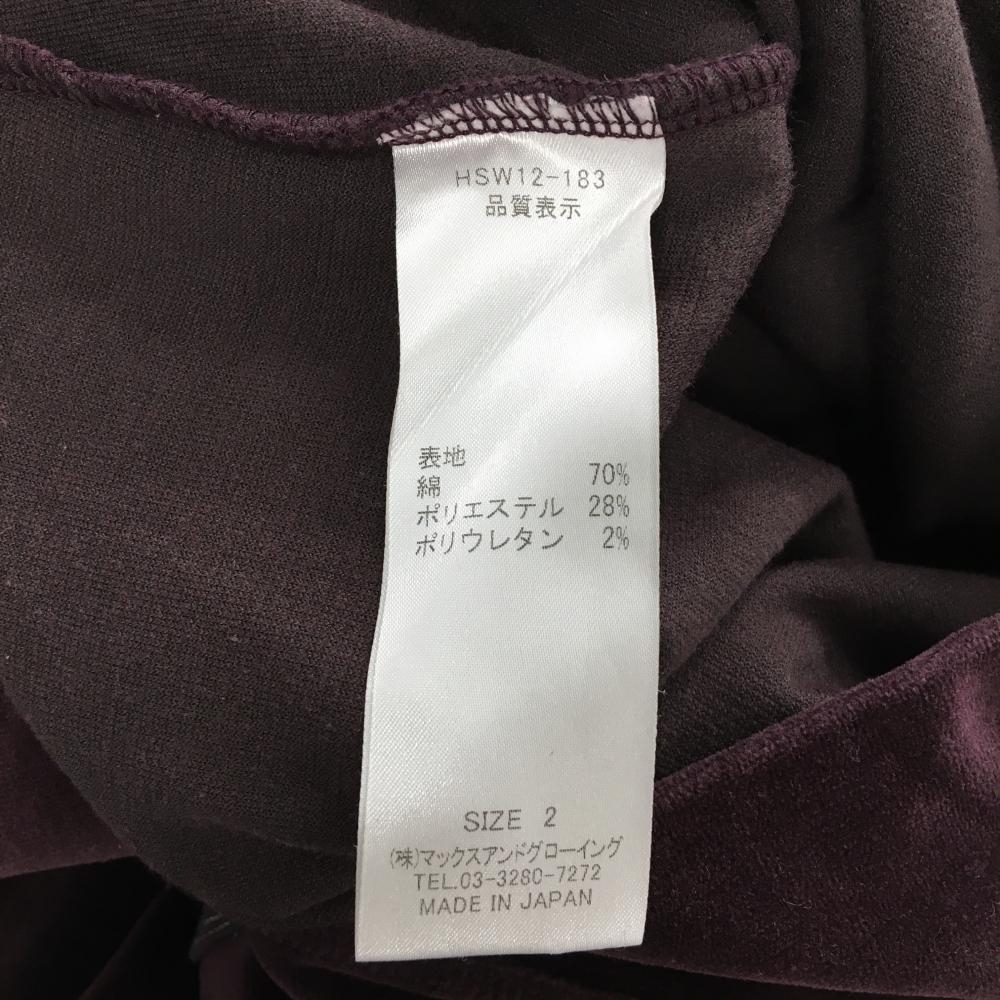 HSW12-183
品質表示
表地
綿 70%
ポリエステル 28%
ポリウレタン 2%
SIZE 2
(株)マックスアンドグローイング
TEL.03-3280-7272
MADE IN JAPAN